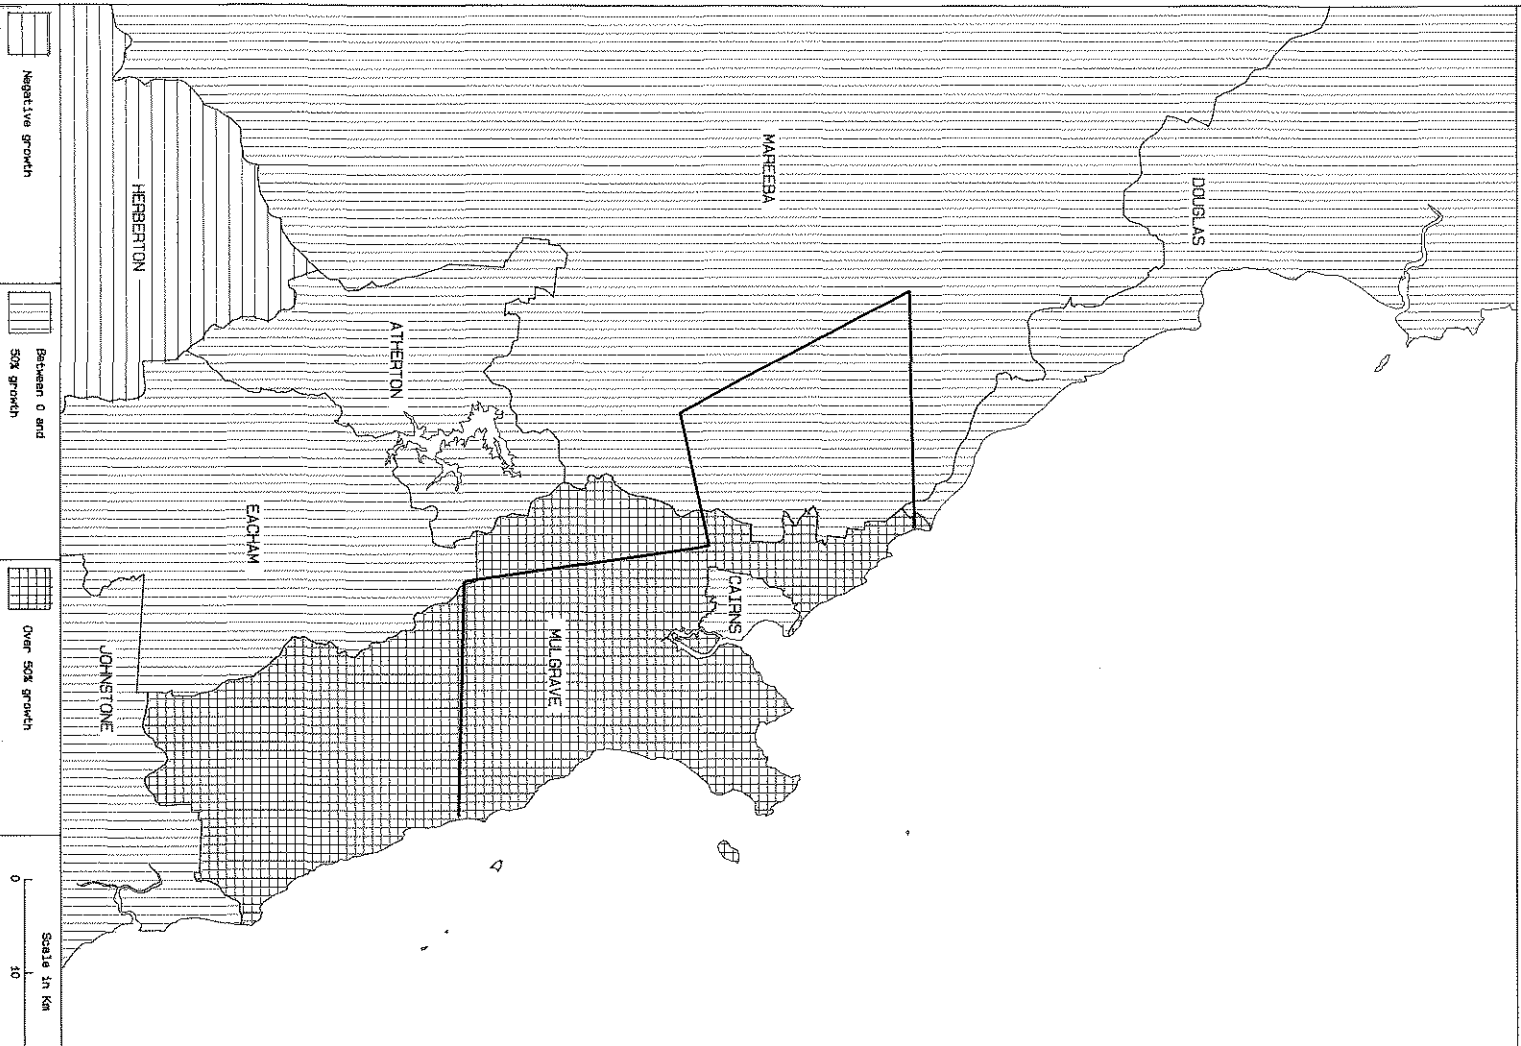 DOUGLAS
MAREEBA
CAIRNS
MULGRAVE
ATHERTON
EACHAM
HERBERTON
JOHNSTONE
Negative growth
Between 0 and
50% growth
Over 50% growth
Scale in Km
0 10